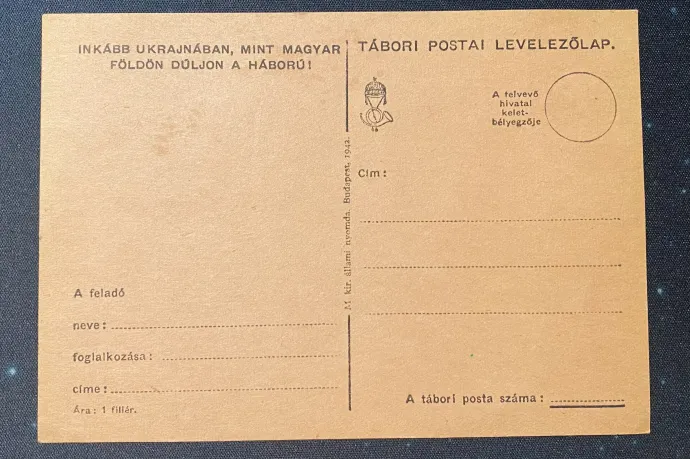 INKÁBB UKRAJNÁBAN, MINT MAGYAR
FÖLDÖN DÚLJON A HÁBORÚ!
A feladó
neve:
foglalkozása:
címe:
Ára: 1 fillér.
M. kir. állami nyomda. Budapest, 1942.
TÁBORI POSTAI LEVELEZŐLAP.
A felvevő
hivatal
kelet-
bélyegzője
Cím:
A tábori posta száma: